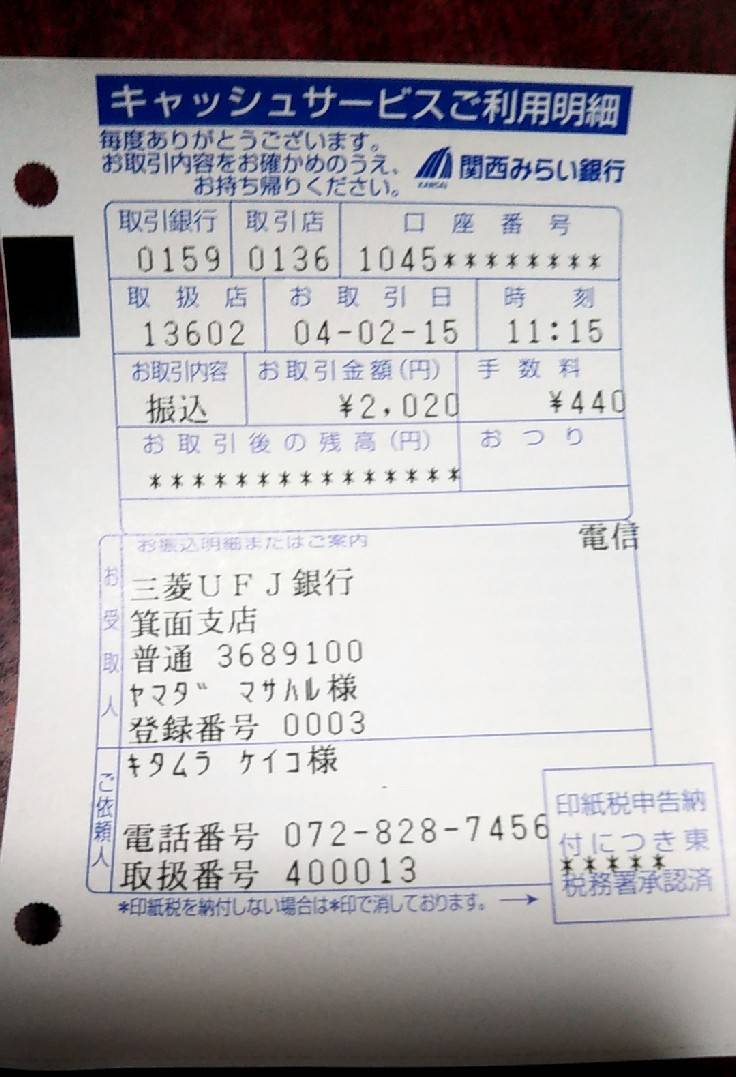 キャッシュサービスご利用明細
毎度ありがとうございます。
お取引内容をお確かめのうえ、
お持ち帰りください。
KANSAI
関西みらい銀行
取引銀行 取引店 口座番号
0159 0136 1045********
取扱店 お取引日 時刻
13602 04-02-15 11:15
お取引内容 お取引金額(円) 手数料
振込 ¥2,020 ¥440
お取引後の残高(円) おつり
***************
お振込明細またはご案内 電信
お受取人
三菱UFJ銀行
箕面支店
普通 3689100
ヤマダ マサハル様
登録番号 0003
ご依頼人
キタムラ ケイコ様
電話番号 072-828-7456
取扱番号 400013
印紙税申告納
付につき東
*****
税務署承認済
*印紙税を納付しない場合は*印で消しております。 →